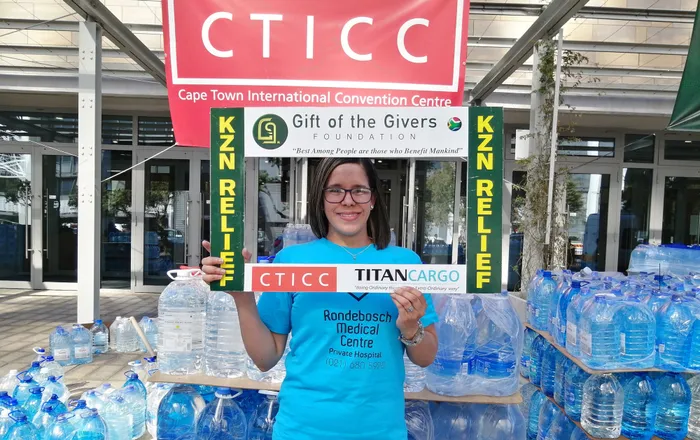 CTICC
Cape Town International Convention Centre
Gift of the Givers
FOUNDATION
"Best Among People are those who Benefit Mankind"
KZN RELIEF
KZN RELIEF
CTICC
TITANCARGO
Rondebosch
Medical
Centre
Private Hospital